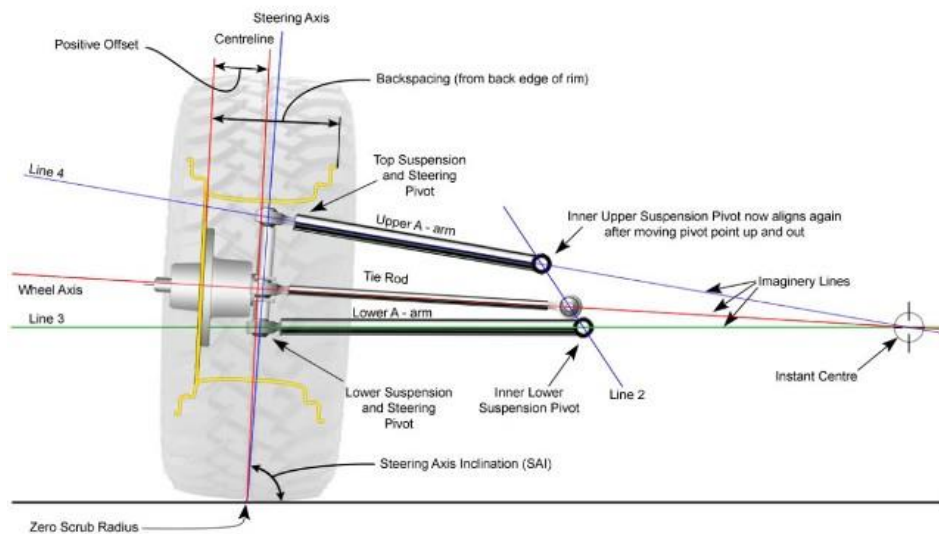 Steering Axis
Positive Offset
Centreline
Backspacing (from back edge of rim)
Line 4
Top Suspension
and Steering
Pivot
Upper A - arm
Inner Upper Suspension Pivot now aligns again
after moving pivot point up and out
Tie Rod
Imaginery Lines
Wheel Axis
Line 3
Lower A - arm
Instant Centre
Lower Suspension
and Steering
Pivot
Inner Lower
Suspension Pivot
Line 2
Steering Axis Inclination (SAI)
Zero Scrub Radius